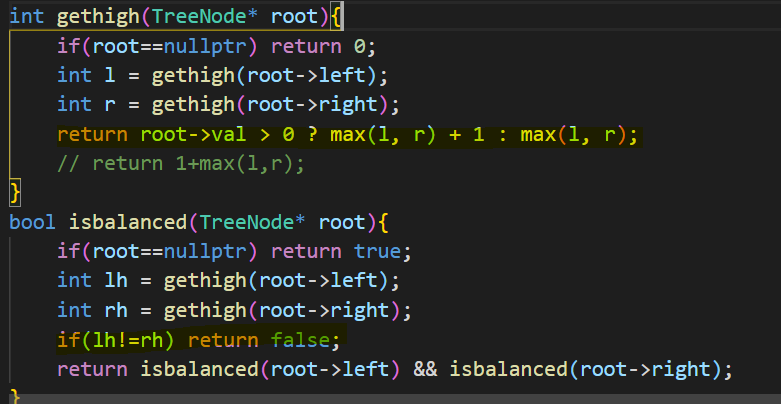 int gethigh(TreeNode* root){
    if(root==nullptr) return 0;
    int l = gethigh(root->left);
    int r = gethigh(root->right);
    return root->val > 0 ? max(l, r) + 1 : max(l, r);
    // return 1+max(l,r);
}
bool isbalanced(TreeNode* root){
    if(root==nullptr) return true;
    int lh = gethigh(root->left);
    int rh = gethigh(root->right);
    if(lh!=rh) return false;
    return isbalanced(root->left) && isbalanced(root->right);
}